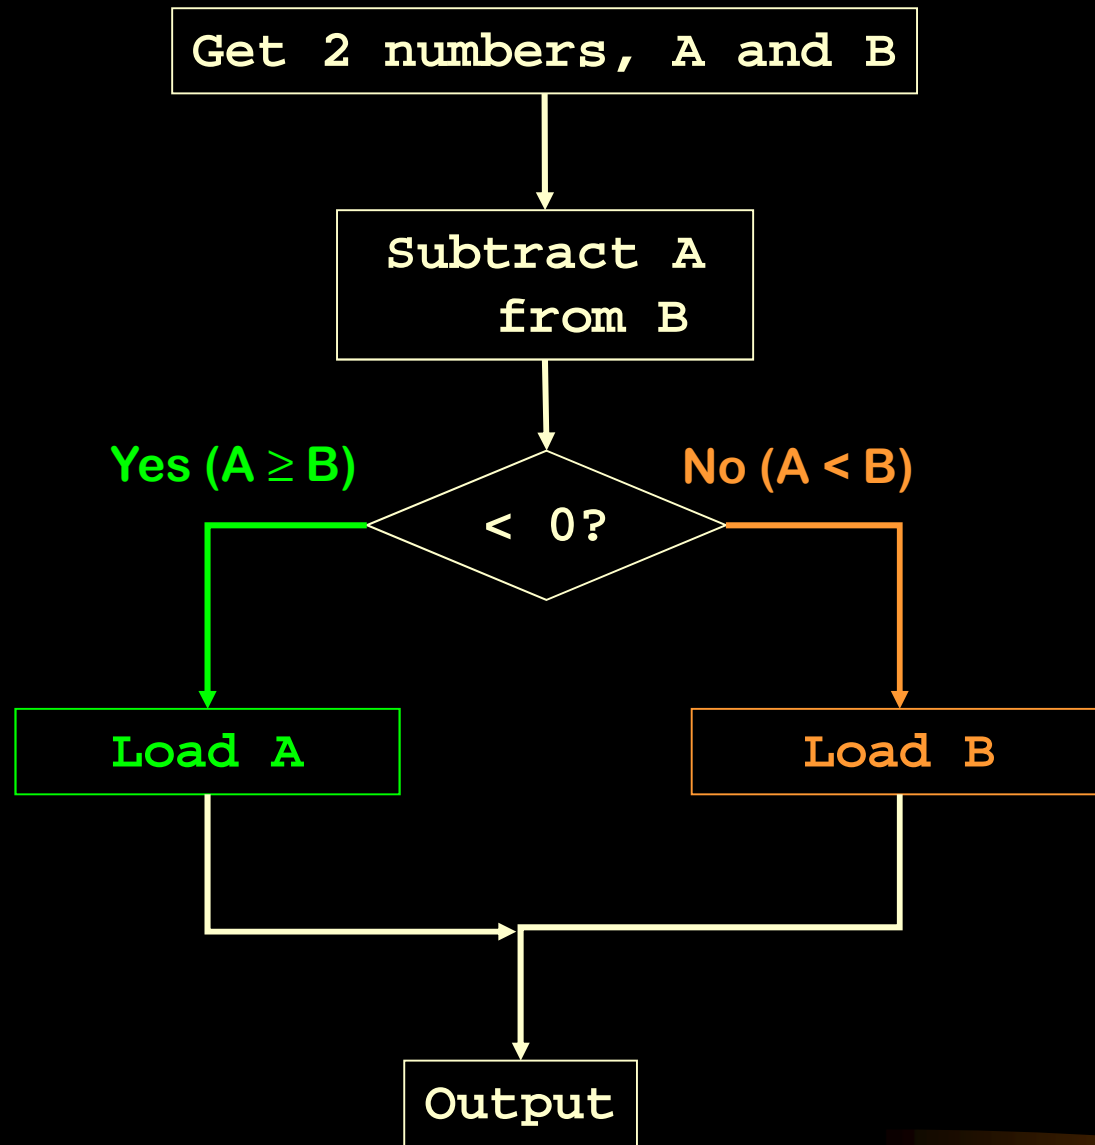 Get 2 numbers, A and B
Subtract A
from B
Yes (A ≥ B)
No (A < B)
< 0?
Load A
Load B
Output